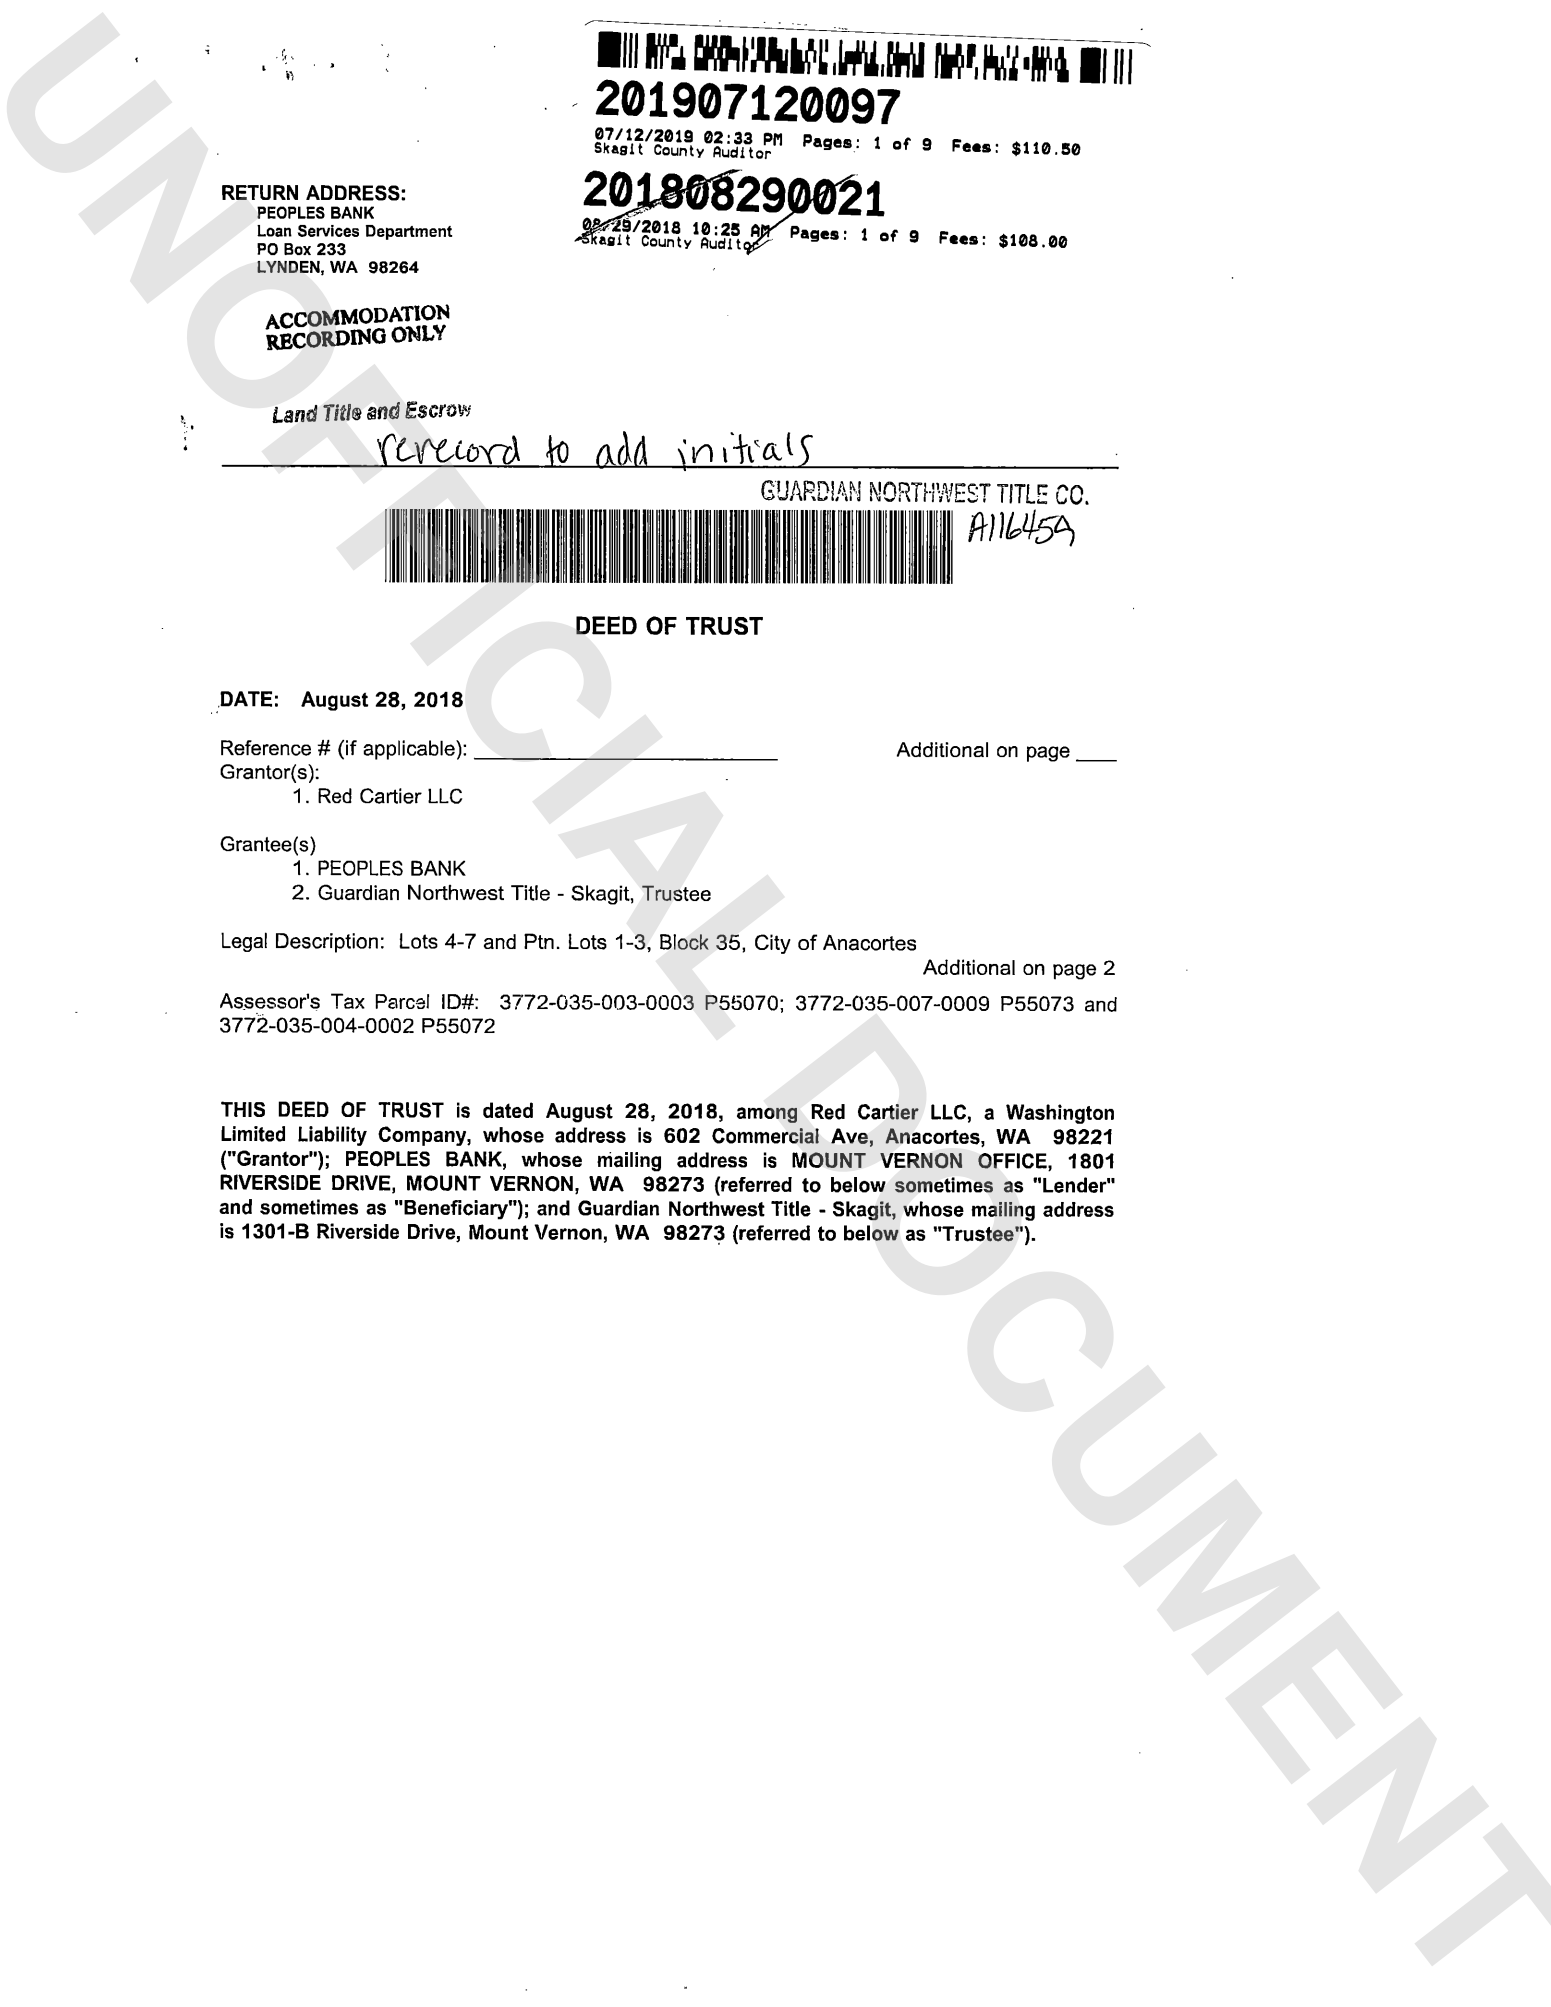 201907120097
07/12/2019 02:33 PM Pages: 1 of 9 Fees: $110.50
Skagit County Auditor
201808290021
08/29/2018 10:25 AM Pages: 1 of 9 Fees: $108.00
Skagit County Auditor
RETURN ADDRESS:
PEOPLES BANK
Loan Services Department
PO Box 233
LYNDEN, WA 98264
ACCOMMODATION
RECORDING ONLY
Land Title and Escrow
rerecord to add initials
GUARDIAN NORTHWEST TITLE CO.
A116459
DEED OF TRUST
DATE: August 28, 2018
Reference # (if applicable): ____ Additional on page ____
Grantor(s):
1. Red Cartier LLC
Grantee(s)
1. PEOPLES BANK
2. Guardian Northwest Title - Skagit, Trustee
Legal Description: Lots 4-7 and Ptn. Lots 1-3, Block 35, City of Anacortes
Additional on page 2
Assessor's Tax Parcel ID#: 3772-035-003-0003 P55070; 3772-035-007-0009 P55073 and
3772-035-004-0002 P55072
THIS DEED OF TRUST is dated August 28, 2018, among Red Cartier LLC, a Washington
Limited Liability Company, whose address is 602 Commercial Ave, Anacortes, WA 98221
("Grantor"); PEOPLES BANK, whose mailing address is MOUNT VERNON OFFICE, 1801
RIVERSIDE DRIVE, MOUNT VERNON, WA 98273 (referred to below sometimes as "Lender"
and sometimes as "Beneficiary"); and Guardian Northwest Title - Skagit, whose mailing address
is 1301-B Riverside Drive, Mount Vernon, WA 98273 (referred to below as "Trustee").
UNOFFICIAL DOCUMENT